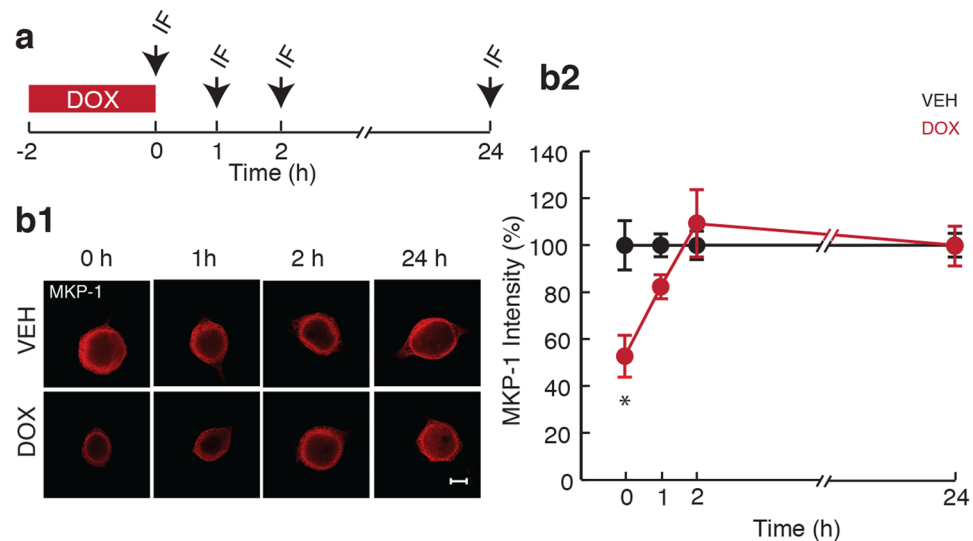 a
IF
IF
IF
IF
DOX
-2
0
1
2
24
Time (h)
b1
0 h
1h
2 h
24 h
VEH
MKP-1
DOX
b2
VEH
DOX
MKP-1 Intensity (%)
140
120
100
80
60
40
20
0
*
0
1
2
24
Time (h)